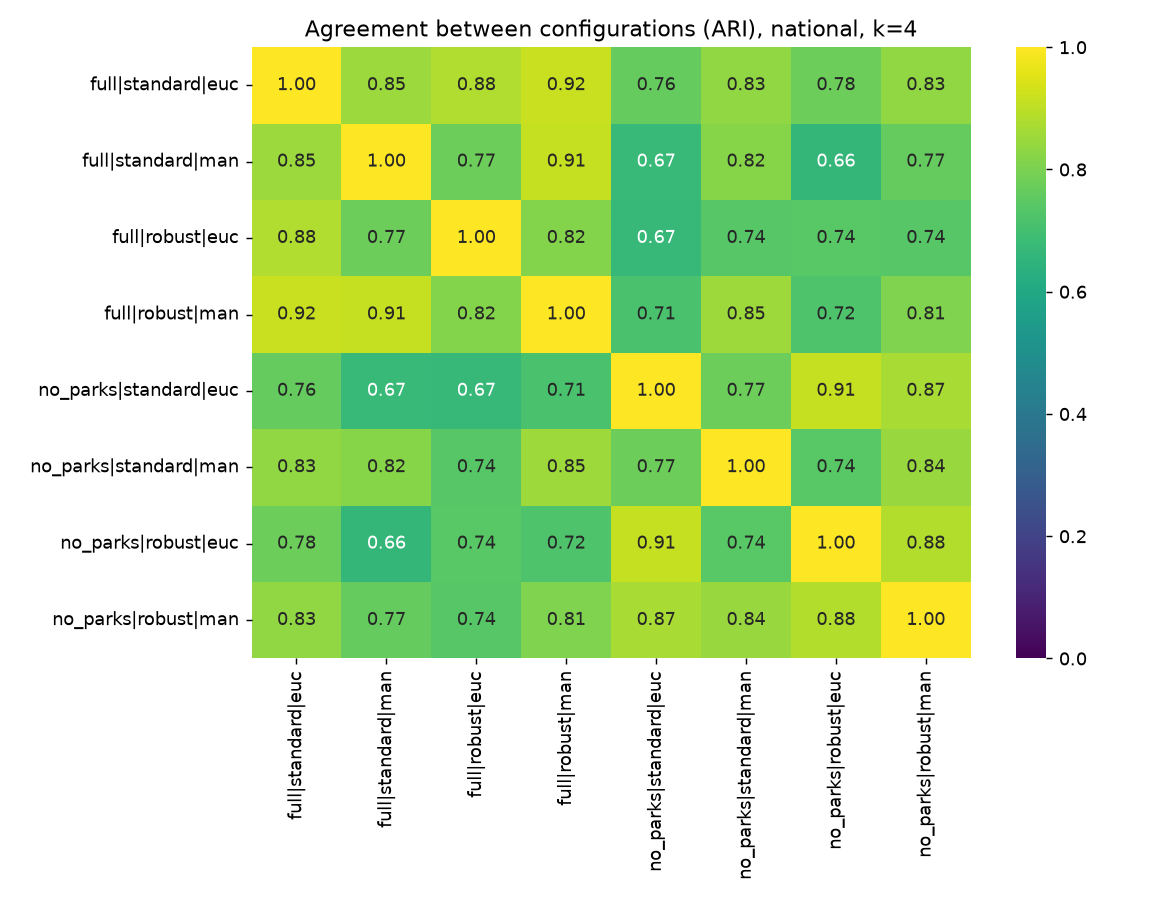 Agreement between configurations (ARI), national, k=4
full|standard|euc 1.00 0.85 0.88 0.92 0.76 0.83 0.78 0.83
full|standard|man 0.85 1.00 0.77 0.91 0.67 0.82 0.66 0.77
full|robust|euc 0.88 0.77 1.00 0.82 0.67 0.74 0.74 0.74
full|robust|man 0.92 0.91 0.82 1.00 0.71 0.85 0.72 0.81
no_parks|standard|euc 0.76 0.67 0.67 0.71 1.00 0.77 0.91 0.87
no_parks|standard|man 0.83 0.82 0.74 0.85 0.77 1.00 0.74 0.84
no_parks|robust|euc 0.78 0.66 0.74 0.72 0.91 0.74 1.00 0.88
no_parks|robust|man 0.83 0.77 0.74 0.81 0.87 0.84 0.88 1.00
full|standard|euc
full|standard|man
full|robust|euc
full|robust|man
no_parks|standard|euc
no_parks|standard|man
no_parks|robust|euc
no_parks|robust|man
1.0
0.8
0.6
0.4
0.2
0.0